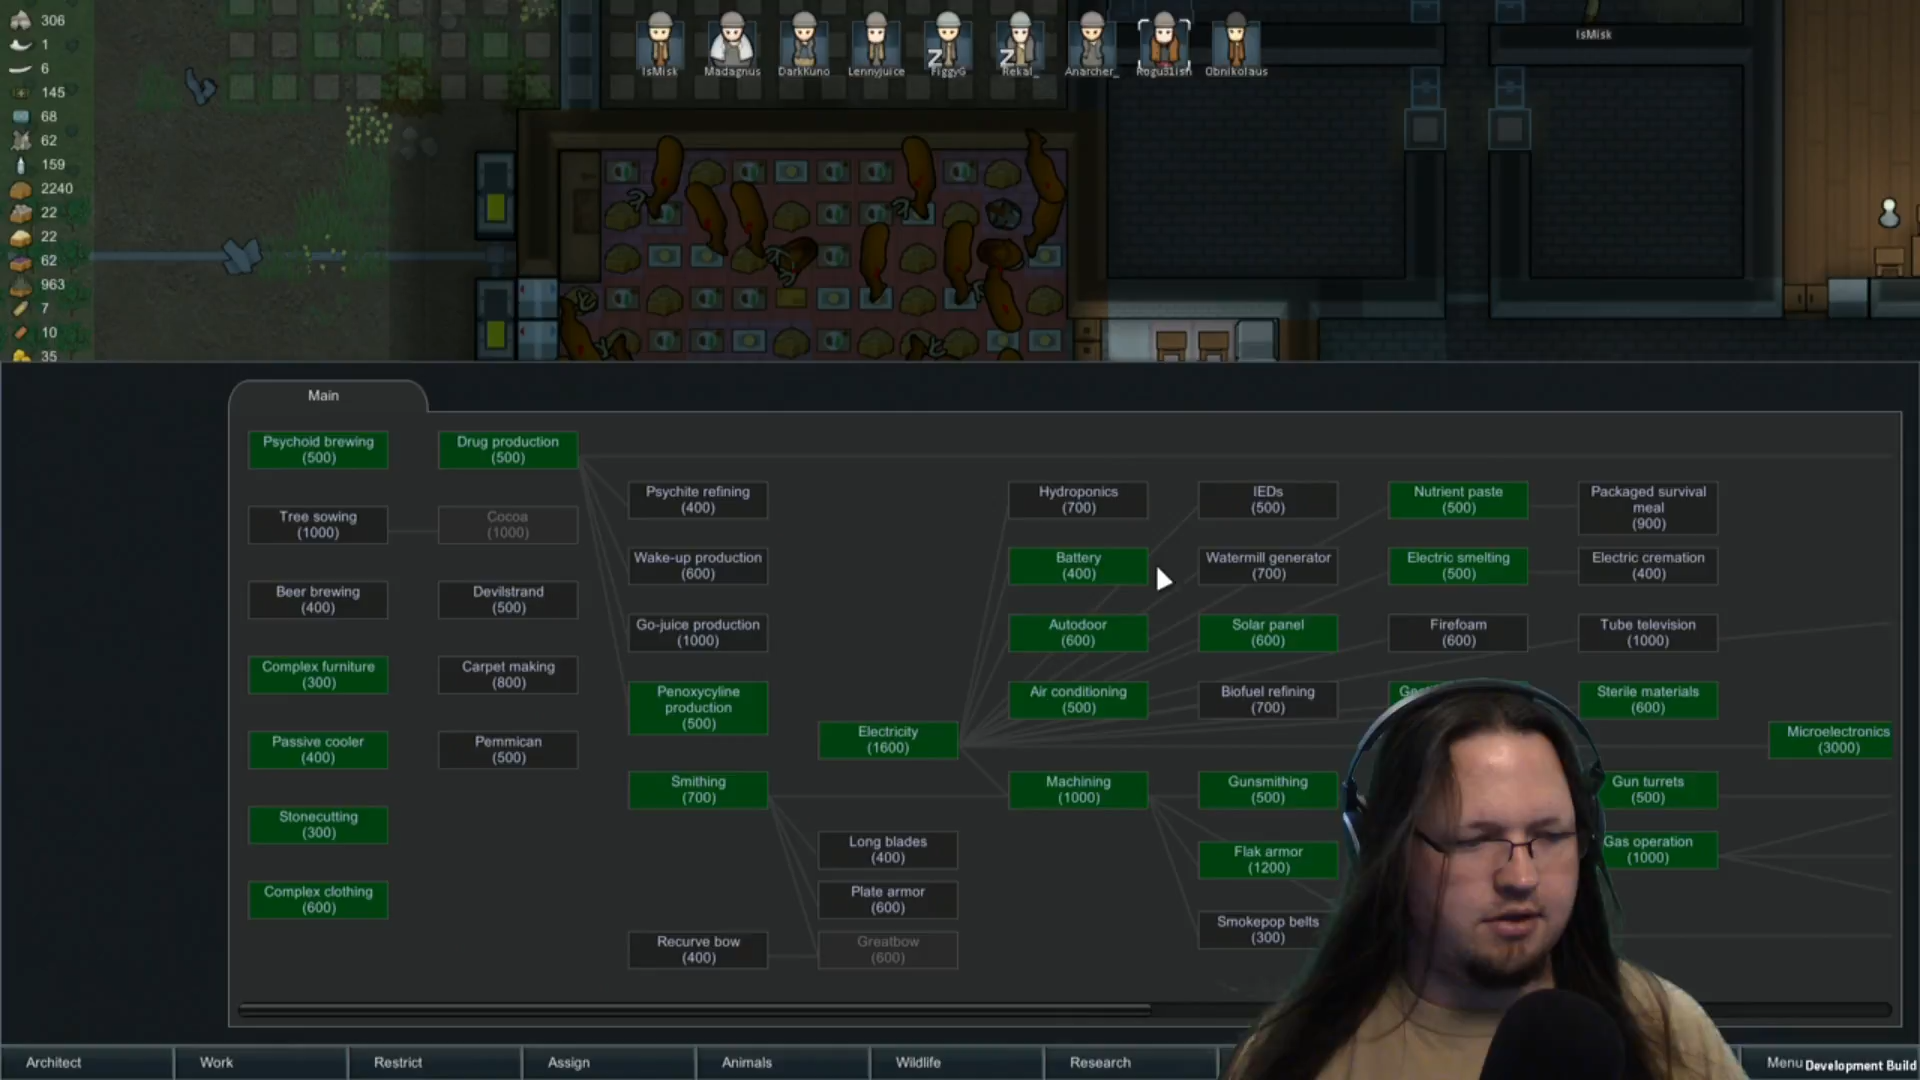 306
1
6
145
68
62
159
2240
22
22
62
963
7
10
35
IsMisk
Madagnus
DarkKuno
Lennyjuice
FiggyG
Rekal_
Anarcher_
Rogue31ish
Obnikolaus
IsMisk
Z
Z
Main
Psychoid brewing
(500)
Drug production
(500)
Psychite refining
(400)
Hydroponics
(700)
IEDs
(500)
Nutrient paste
(500)
Packaged survival
meal
(900)
Tree sowing
(1000)
Cocoa
(1000)
Wake-up production
(600)
Battery
(400)
Watermill generator
(700)
Electric smelting
(500)
Electric cremation
(400)
Beer brewing
(400)
Devilstrand
(500)
Go-juice production
(1000)
Autodoor
(600)
Solar panel
(600)
Firefoam
(600)
Tube television
(1000)
Complex furniture
(300)
Carpet making
(800)
Penoxycyline
production
(500)
Air conditioning
(500)
Biofuel refining
(700)
Sterile materials
(600)
Electricity
(1600)
Microelectronics
(3000)
Passive cooler
(400)
Pemmican
(500)
Smithing
(700)
Machining
(1000)
Gunsmithing
(500)
Gun turrets
(500)
Stonecutting
(300)
Long blades
(400)
Flak armor
(1200)
Gas operation
(1000)
Complex clothing
(600)
Plate armor
(600)
Smokepop belts
(300)
Recurve bow
(400)
Greatbow
(600)
Architect
Work
Restrict
Assign
Animals
Wildlife
Research
Menu
Development Build